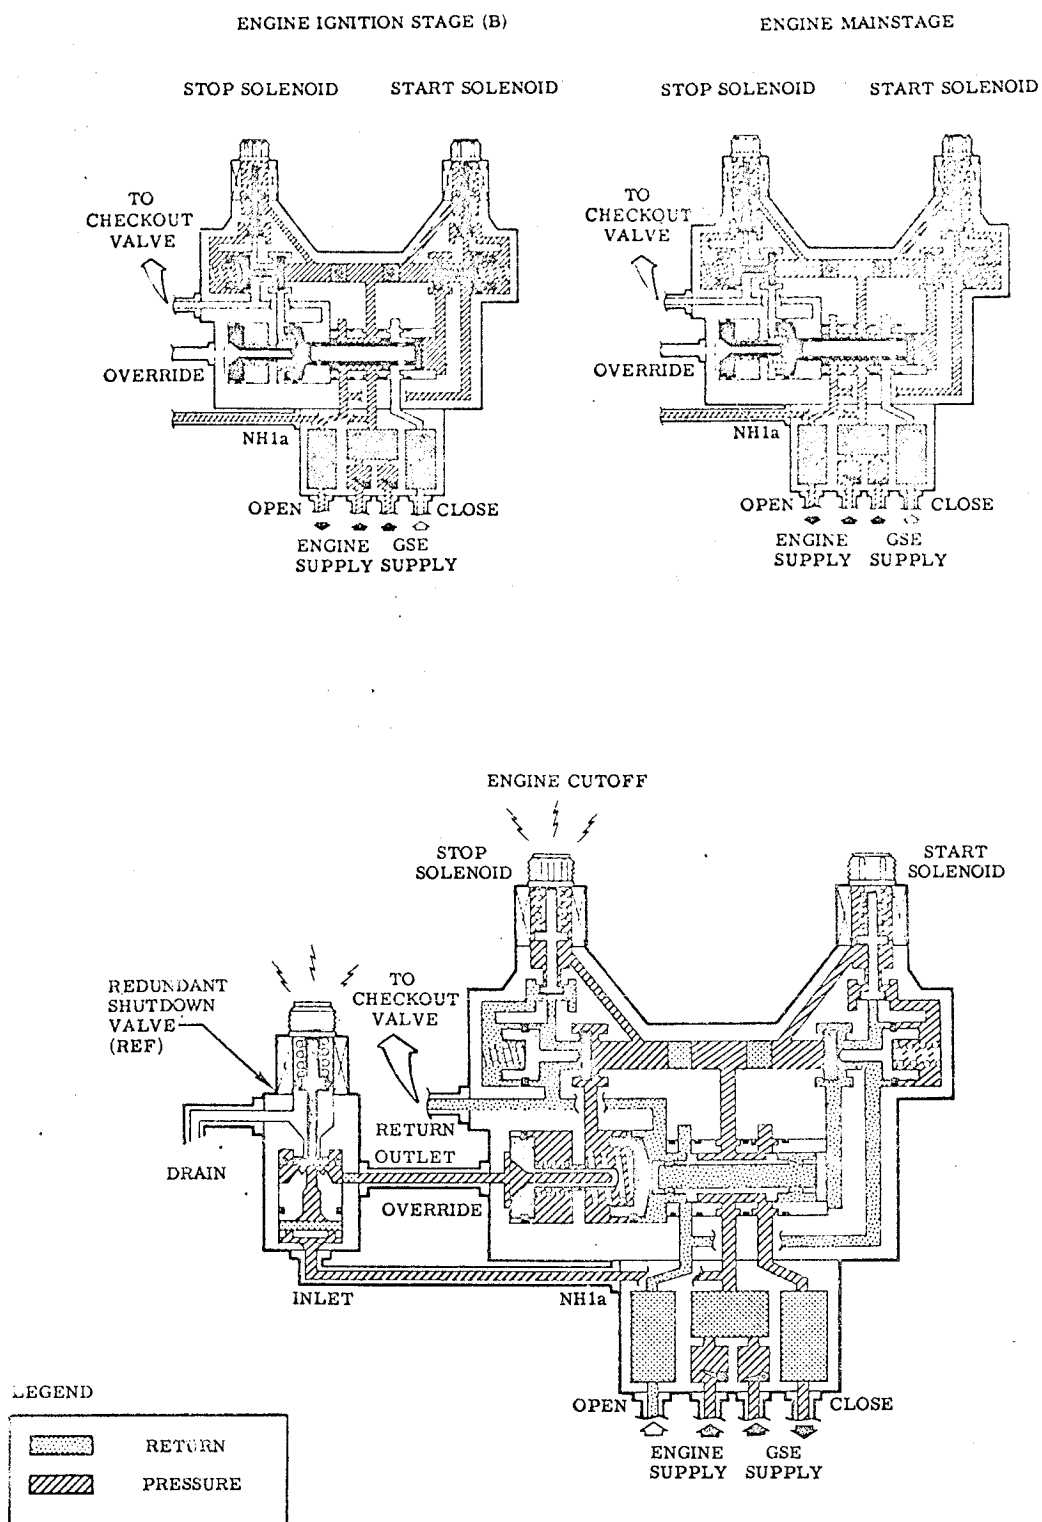 ENGINE IGNITION STAGE (B)
STOP SOLENOID
START SOLENOID
TO
CHECKOUT
VALVE
OVERRIDE
NH1a
OPEN
CLOSE
ENGINE
SUPPLY
GSE
SUPPLY
ENGINE MAINSTAGE
STOP SOLENOID
START SOLENOID
TO
CHECKOUT
VALVE
OVERRIDE
NH1a
OPEN
CLOSE
ENGINE
SUPPLY
GSE
SUPPLY
ENGINE CUTOFF
STOP
SOLENOID
START
SOLENOID
REDUNDANT
SHUTDOWN
VALVE
(REF)
TO
CHECKOUT
VALVE
RETURN
OUTLET
DRAIN
OVERRIDE
INLET
NH1a
OPEN
CLOSE
ENGINE
SUPPLY
GSE
SUPPLY
LEGEND
RETURN
PRESSURE